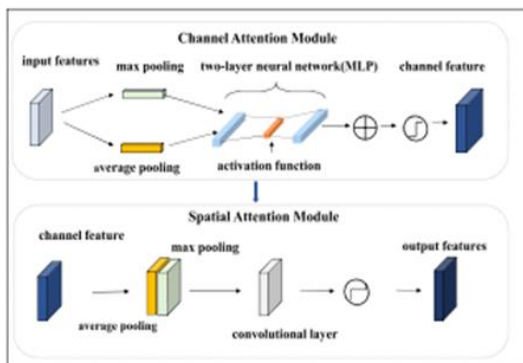 Channel Attention Module
input features
max pooling
two-layer neural network(MLP)
channel feature
average pooling
activation function
Spatial Attention Module
channel feature
max pooling
output features
average pooling
convolutional layer